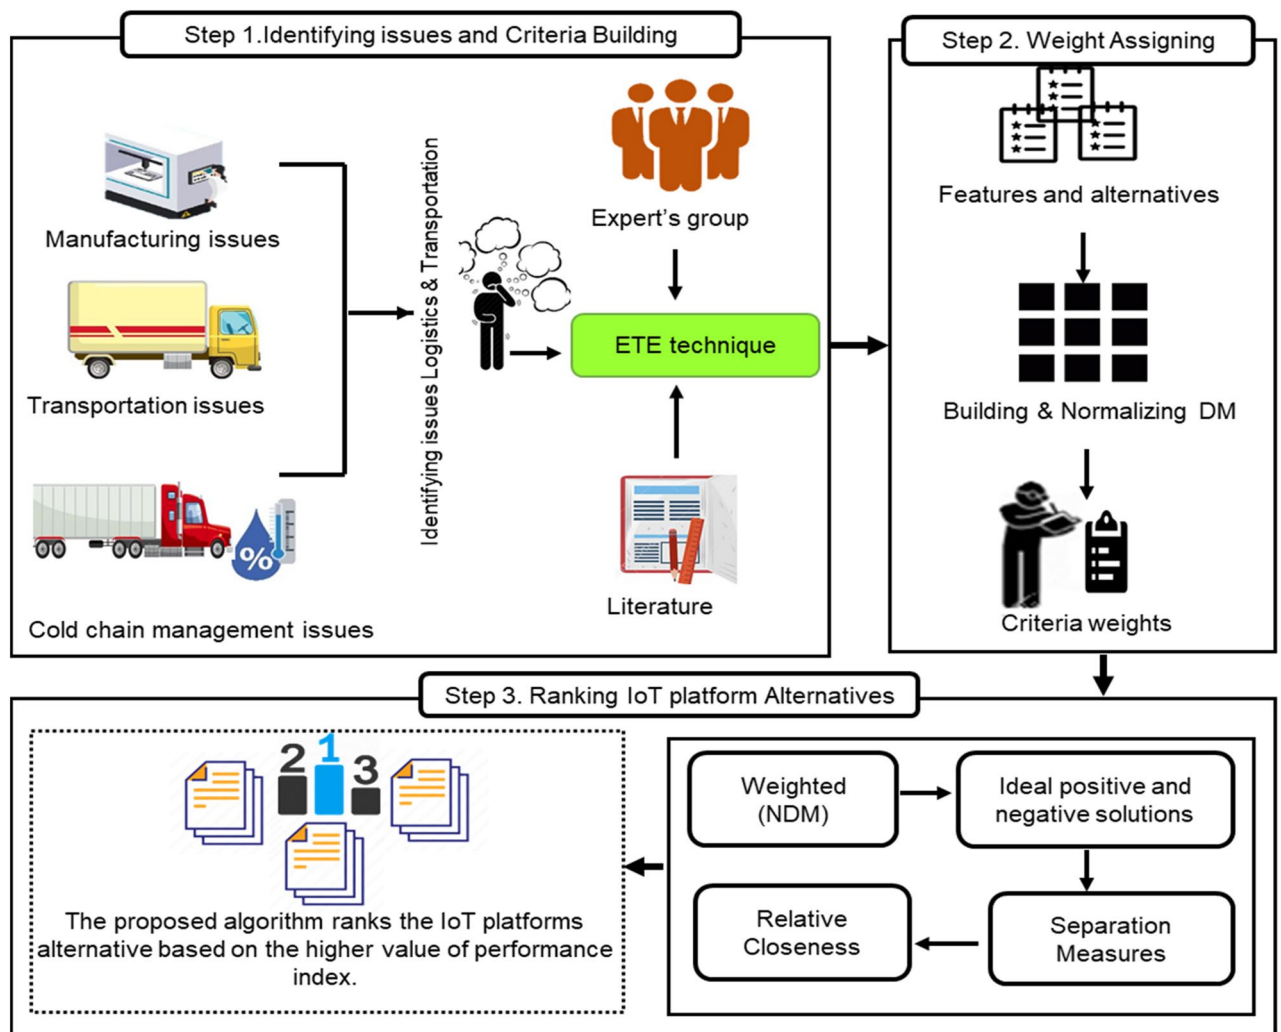 Step 1.Identifying issues and Criteria Building
Manufacturing issues
Transportation issues
%
Cold chain management issues
Identifying issues Logistics & Transportation
Expert’s group
ETE technique
Literature
Step 2. Weight Assigning
Features and alternatives
Building & Normalizing DM
Criteria weights
Step 3. Ranking IoT platform Alternatives
2 1 3
The proposed algorithm ranks the IoT platforms
alternative based on the higher value of performance
index.
Weighted
(NDM)
Ideal positive and
negative solutions
Separation
Measures
Relative
Closeness